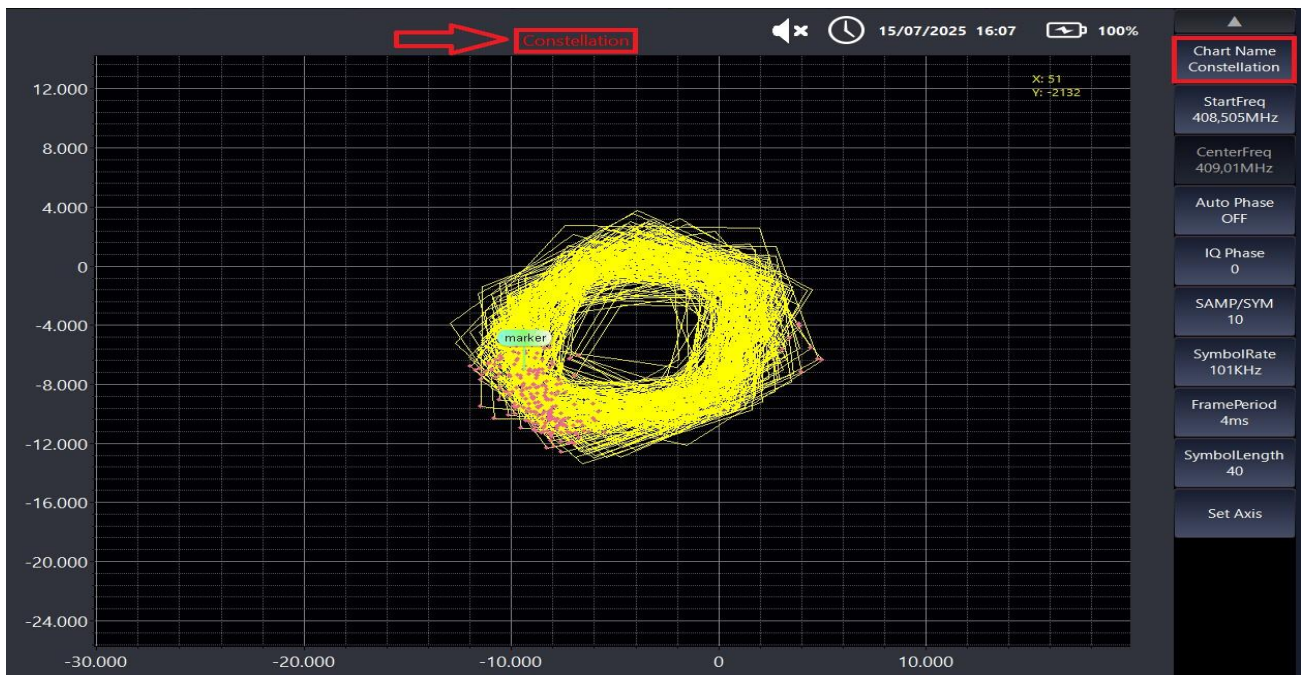 Constellation
15/07/2025 16:07
100%
X: 51
Y: -2132
12.000
8.000
4.000
0
-4.000
-8.000
-12.000
-16.000
-20.000
-24.000
marker
-30.000
-20.000
-10.000
0
10.000
Chart Name
Constellation
StartFreq
408,505MHz
CenterFreq
409,01MHz
Auto Phase
OFF
IQ Phase
0
SAMP/SYM
10
SymbolRate
101KHz
FramePeriod
4ms
SymbolLength
40
Set Axis